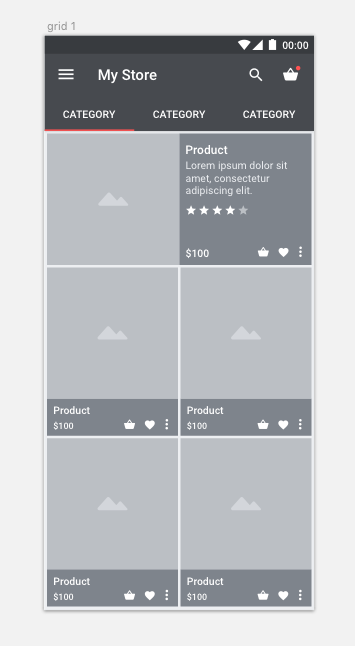 grid 1
00:00
My Store
CATEGORY CATEGORY CATEGORY
Product
Lorem ipsum dolor sit
amet, consectetur
adipiscing elit.
$100
Product
$100
Product
$100
Product
$100
Product
$100